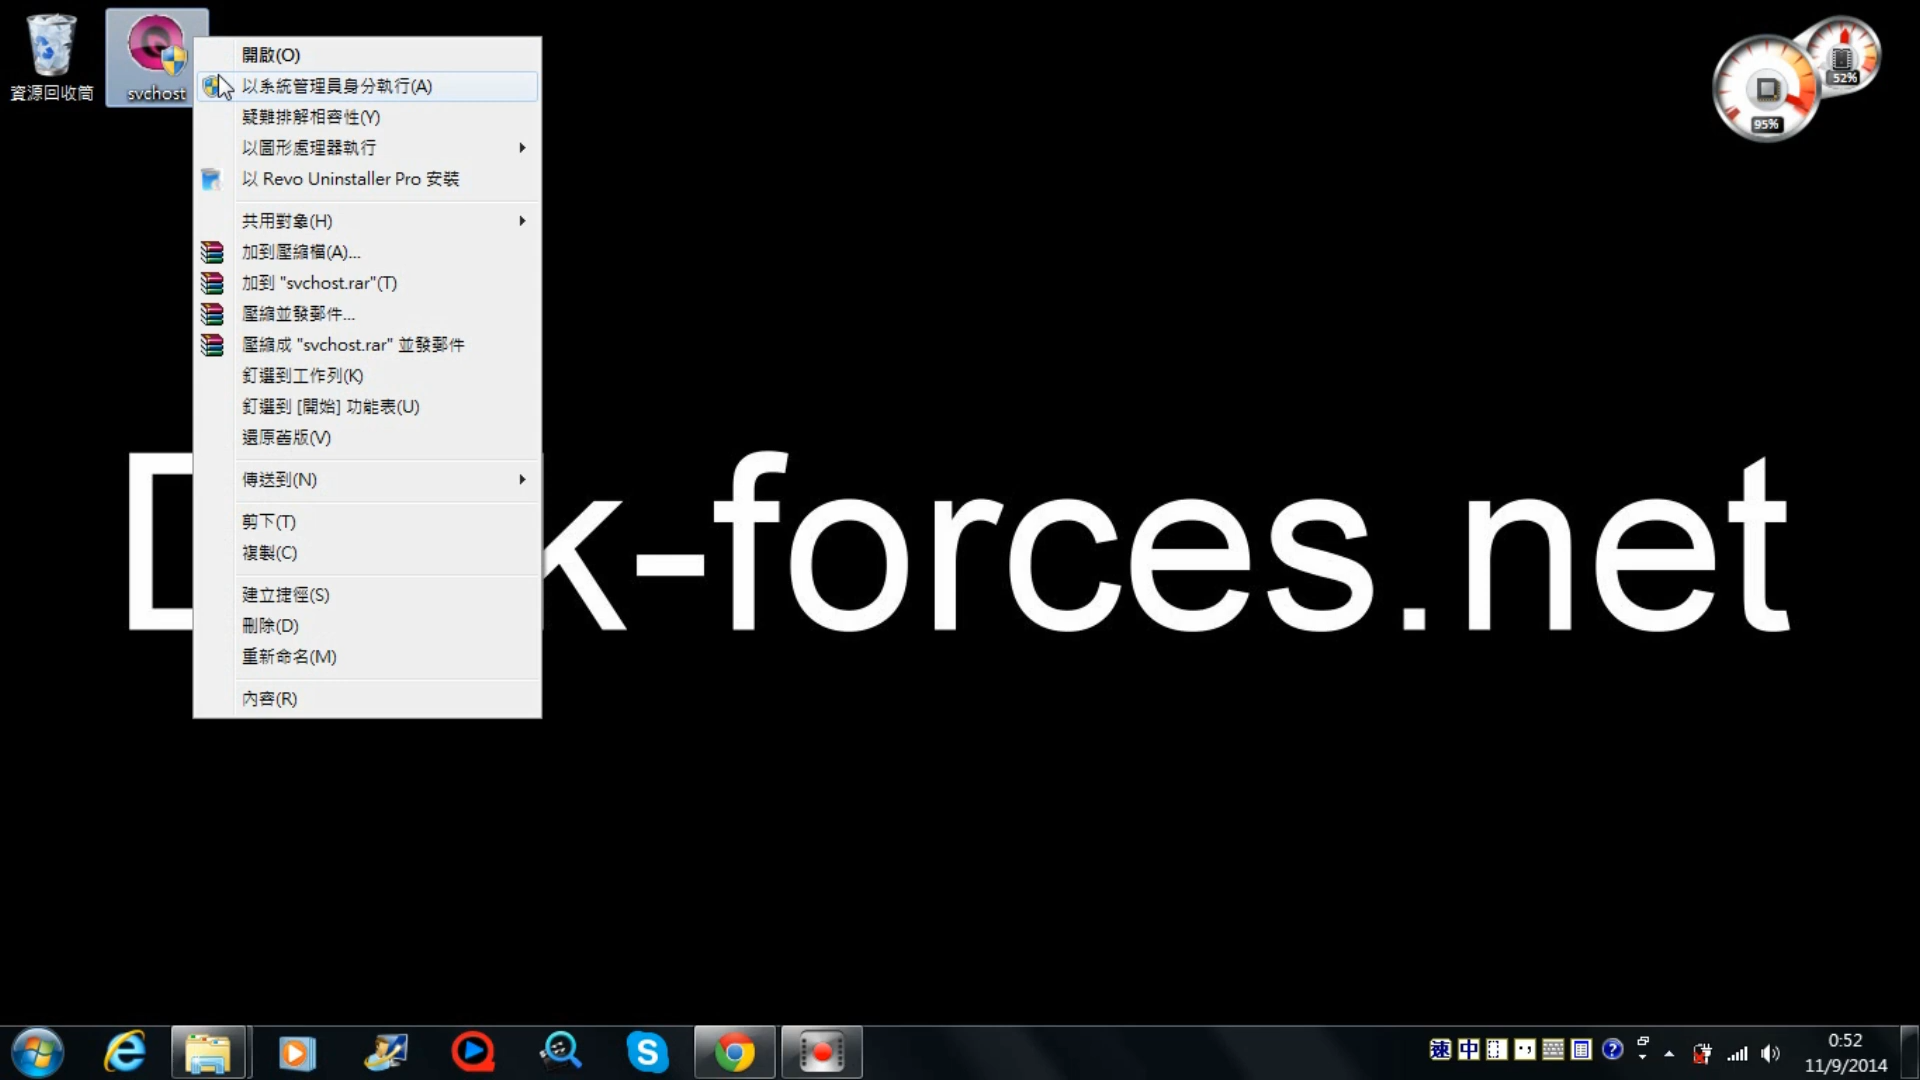 資源回收筒
svchost
開啟(O)
以系統管理員身分執行(A)
疑難排解相容性(Y)
以圖形處理器執行
以 Revo Uninstaller Pro 安裝
共用對象(H)
加到壓縮檔(A)...
加到 "svchost.rar"(T)
壓縮並發郵件...
壓縮成 "svchost.rar" 並發郵件
釘選到工作列(K)
釘選到 [開始] 功能表(U)
還原舊版(V)
傳送到(N)
剪下(T)
複製(C)
建立捷徑(S)
刪除(D)
重新命名(M)
內容(R)
52%
95%
k-forces.net
速 中
0:52
11/9/2014